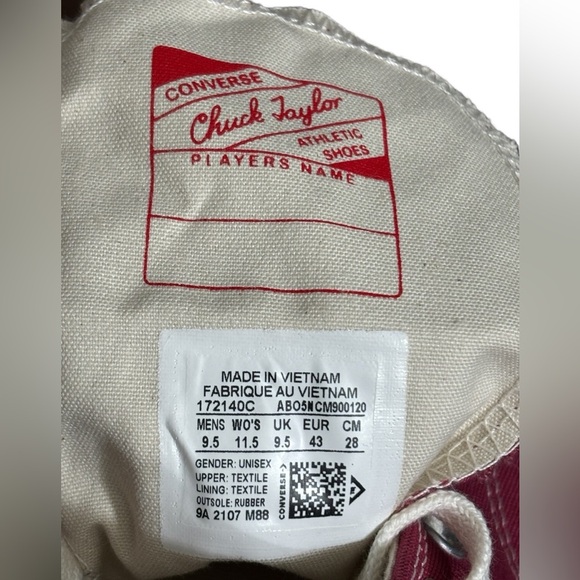 CONVERSE
Chuck Taylor
ATHLETIC
SHOES
PLAYERS NAME
MADE IN VIETNAM
FABRIQUE AU VIETNAM
172140C ABO5N CM900120
MENS WO'S UK EUR CM
9.5 11.5 9.5 43 28
GENDER: UNISEX
UPPER: TEXTILE
LINING: TEXTILE
OUTSOLE: RUBBER
9A 2107 M88
CONVERSE